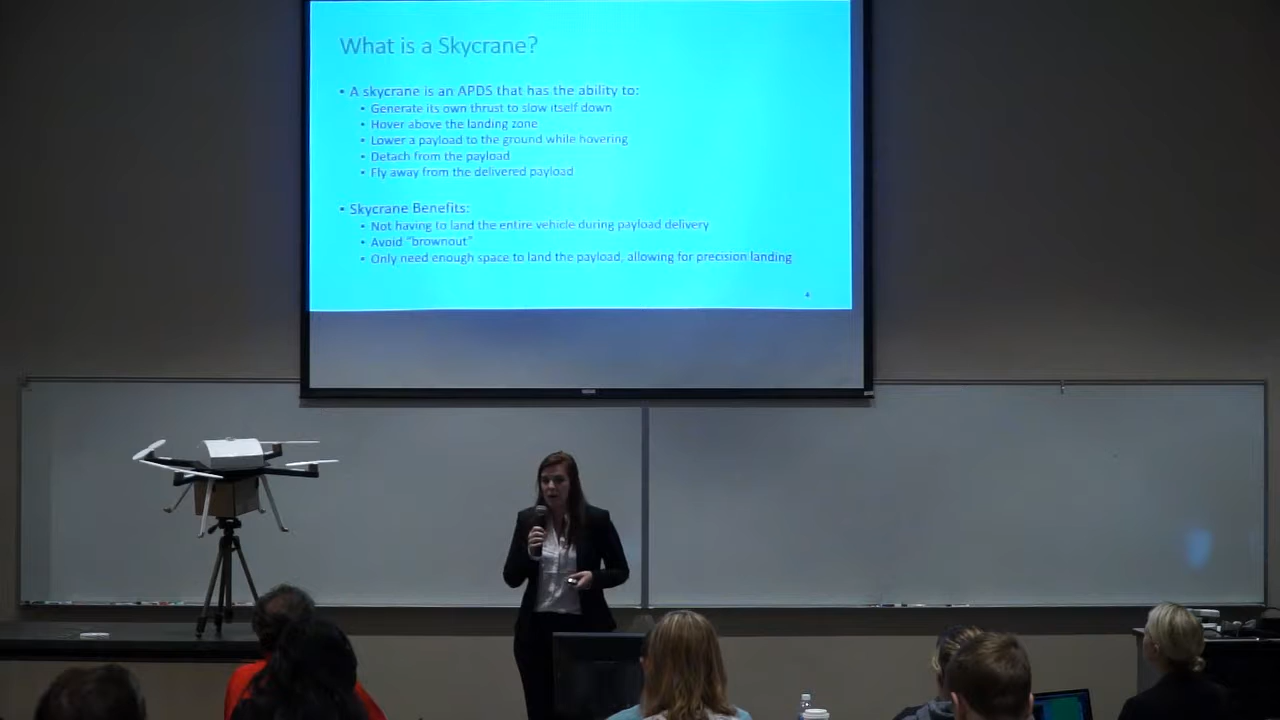 What is a Skycrane?
• A skycrane is an APDS that has the ability to:
• Generate its own thrust to slow itself down
• Hover above the landing zone
• Lower a payload to the ground while hovering
• Detach from the payload
• Fly away from the delivered payload
• Skycrane Benefits:
• Not having to land the entire vehicle during payload delivery
• Avoid "brownout"
• Only need enough space to land the payload, allowing for precision landing
4